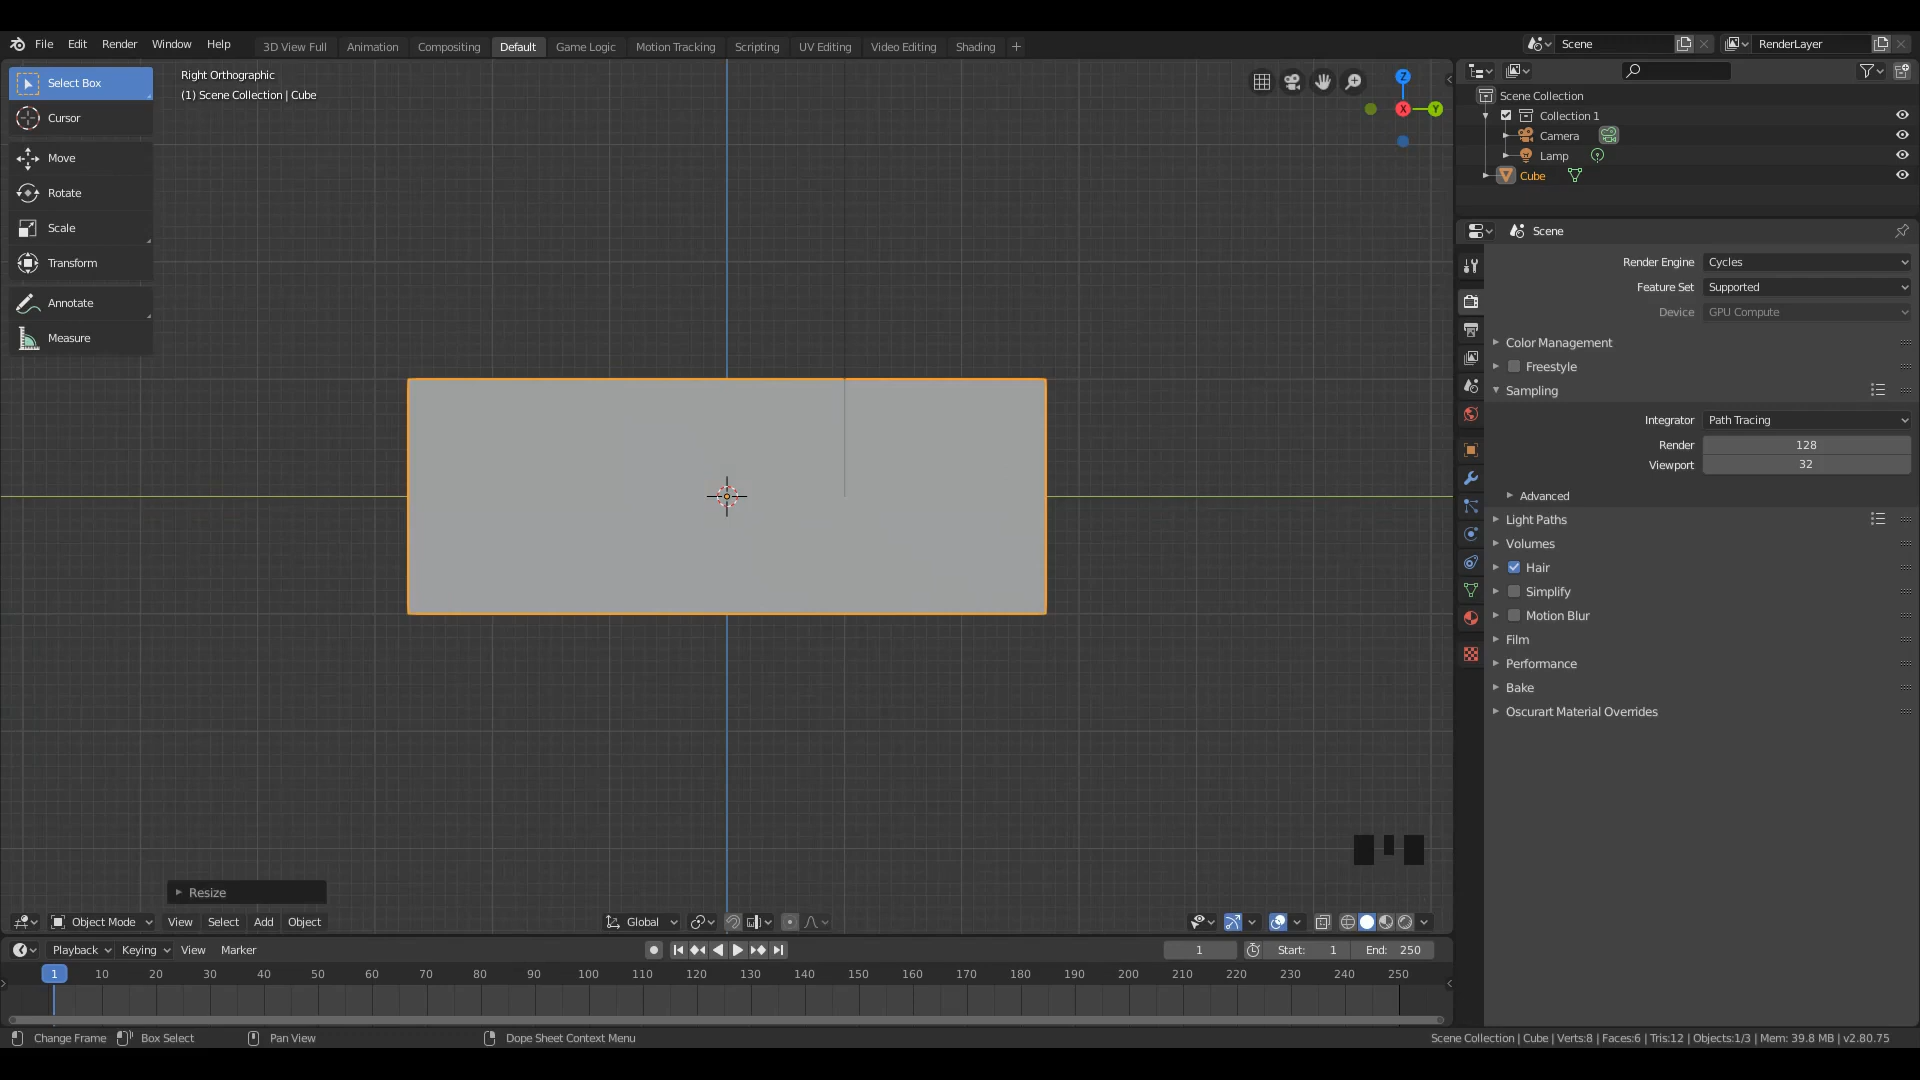 File Edit Render Window Help 3D View Full Animation Compositing Default Game Logic Motion Tracking Scripting UV Editing Video Editing Shading + Scene RenderLayer
Select Box
Cursor
Move
Rotate
Scale
Transform
Annotate
Measure
Right Orthographic
(1) Scene Collection | Cube
Z
X
Y
Resize
Object Mode View Select Add Object Global
Playback Keying View Marker 1 Start: 1 End: 250
1 10 20 30 40 50 60 70 80 90 100 110 120 130 140 150 160 170 180 190 200 210 220 230 240 250
Scene Collection
Collection 1
Camera
Lamp
Cube
Scene
Render Engine Cycles
Feature Set Supported
Device GPU Compute
Color Management
Freestyle
Sampling
Integrator Path Tracing
Render 128
Viewport 32
Advanced
Light Paths
Volumes
Hair
Simplify
Motion Blur
Film
Performance
Bake
Oscurart Material Overrides
Change Frame Box Select Pan View Dope Sheet Context Menu Scene Collection | Cube | Verts:8 | Faces:6 | Tris:12 | Objects:1/3 | Mem: 39.8 MB | v2.80.75